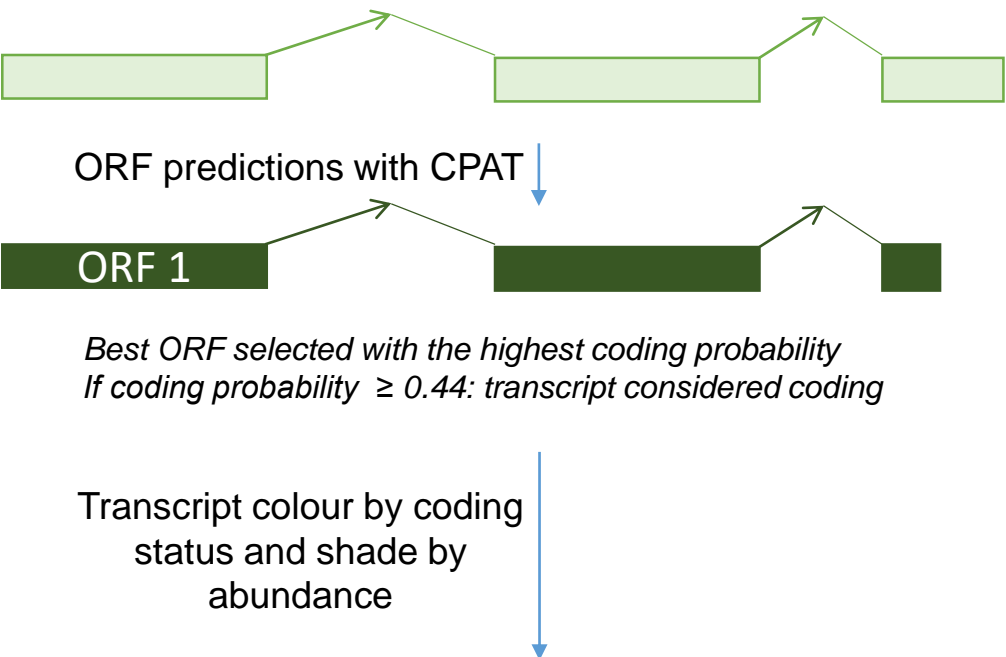 ORF predictions with CPAT
ORF 1
Best ORF selected with the highest coding probability
If coding probability ≥ 0.44: transcript considered coding
Transcript colour by coding
status and shade by
abundance